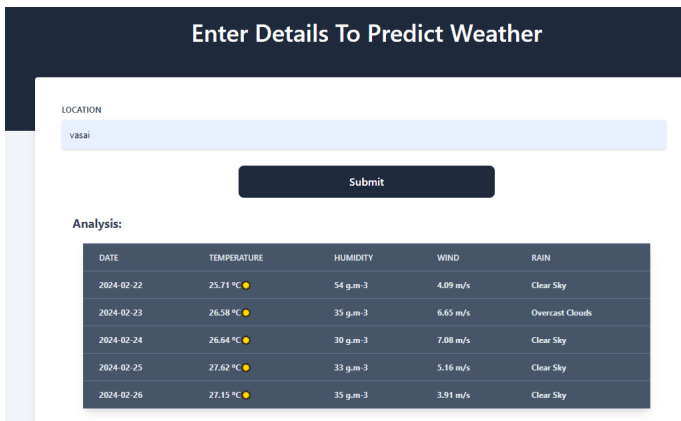 Enter Details To Predict Weather
LOCATION
vasai
Submit
Analysis:
DATE TEMPERATURE HUMIDITY WIND RAIN
2024-02-22 25.71 °C 54 g.m-3 4.09 m/s Clear Sky
2024-02-23 26.58 °C 35 g.m-3 6.65 m/s Overcast Clouds
2024-02-24 26.64 °C 30 g.m-3 7.08 m/s Clear Sky
2024-02-25 27.62 °C 33 g.m-3 5.16 m/s Clear Sky
2024-02-26 27.15 °C 35 g.m-3 3.91 m/s Clear Sky